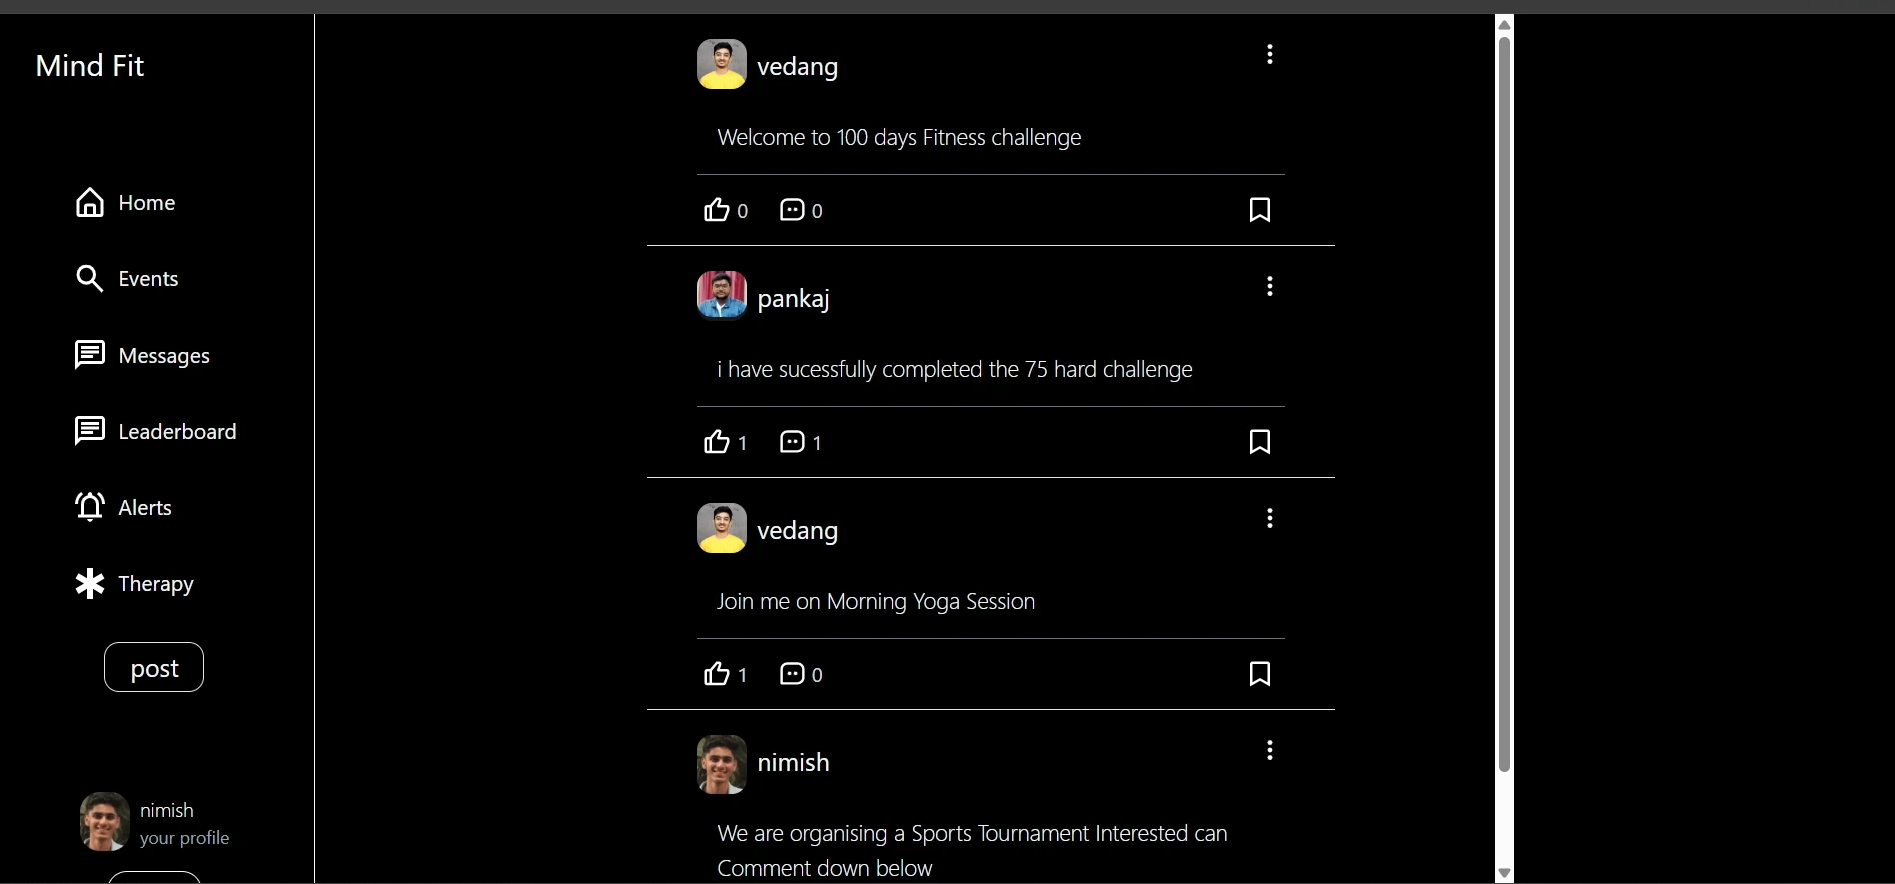 Mind Fit
Home
Events
Messages
Leaderboard
Alerts
Therapy
post
nimish
your profile
vedang
Welcome to 100 days Fitness challenge
0 0
pankaj
i have sucessfully completed the 75 hard challenge
1 1
vedang
Join me on Morning Yoga Session
1 0
nimish
We are organising a Sports Tournament Interested can
Comment down below